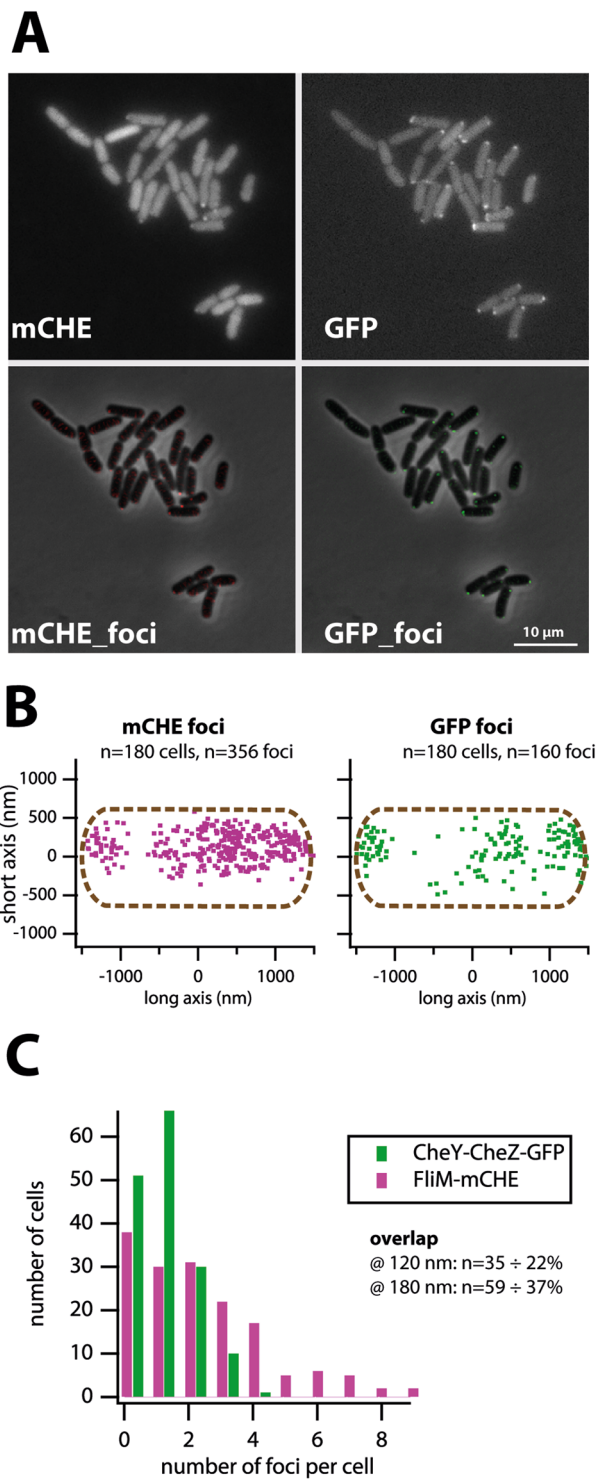 A
mCHE
GFP
mCHE_foci
GFP_foci
10 µm
B
mCHE foci
n=180 cells, n=356 foci
GFP foci
n=180 cells, n=160 foci
short axis (nm)
1000
500
0
-500
-1000
-1000 0 1000
long axis (nm)
-1000 0 1000
long axis (nm)
C
number of cells
60
50
40
30
20
10
0
0 2 4 6 8
number of foci per cell
CheY-CheZ-GFP
FliM-mCHE
overlap
@ 120 nm: n=35 ÷ 22%
@ 180 nm: n=59 ÷ 37%